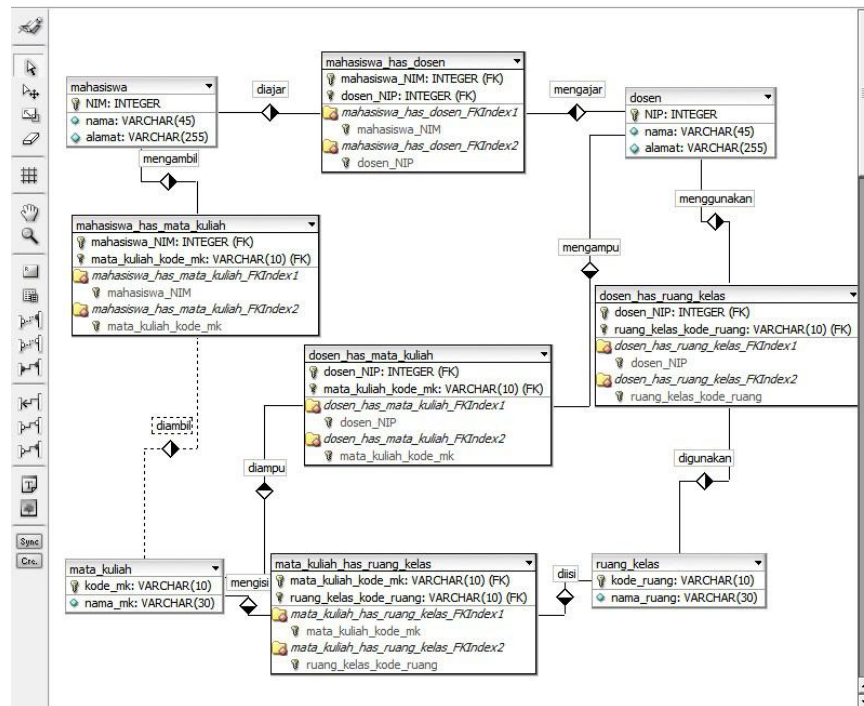 mahasiswa
NIM: INTEGER
nama: VARCHAR(45)
alamat: VARCHAR(255)
diajar
mahasiswa_has_dosen
mahasiswa_NIM: INTEGER (FK)
dosen_NIP: INTEGER (FK)
mahasiswa_has_dosen_FKIndex1
mahasiswa_NIM
mahasiswa_has_dosen_FKIndex2
dosen_NIP
mengajar
dosen
NIP: INTEGER
nama: VARCHAR(45)
alamat: VARCHAR(255)
mengambil
menggunakan
mahasiswa_has_mata_kuliah
mahasiswa_NIM: INTEGER (FK)
mata_kuliah_kode_mk: VARCHAR(10) (FK)
mahasiswa_has_mata_kuliah_FKIndex1
mahasiswa_NIM
mahasiswa_has_mata_kuliah_FKIndex2
mata_kuliah_kode_mk
mengampu
dosen_has_ruang_kelas
dosen_NIP: INTEGER (FK)
ruang_kelas_kode_ruang: VARCHAR(10) (FK)
dosen_has_ruang_kelas_FKIndex1
dosen_NIP
dosen_has_ruang_kelas_FKIndex2
ruang_kelas_kode_ruang
dosen_has_mata_kuliah
dosen_NIP: INTEGER (FK)
mata_kuliah_kode_mk: VARCHAR(10) (FK)
dosen_has_mata_kuliah_FKIndex1
dosen_NIP
dosen_has_mata_kuliah_FKIndex2
mata_kuliah_kode_mk
diambil
diampu
digunakan
mata_kuliah
kode_mk: VARCHAR(10)
nama_mk: VARCHAR(30)
mengisi
mata_kuliah_has_ruang_kelas
mata_kuliah_kode_mk: VARCHAR(10) (FK)
ruang_kelas_kode_ruang: VARCHAR(10) (FK)
mata_kuliah_has_ruang_kelas_FKIndex1
mata_kuliah_kode_mk
mata_kuliah_has_ruang_kelas_FKIndex2
ruang_kelas_kode_ruang
diisi
ruang_kelas
kode_ruang: VARCHAR(10)
nama_ruang: VARCHAR(30)
Sync
Cnc.